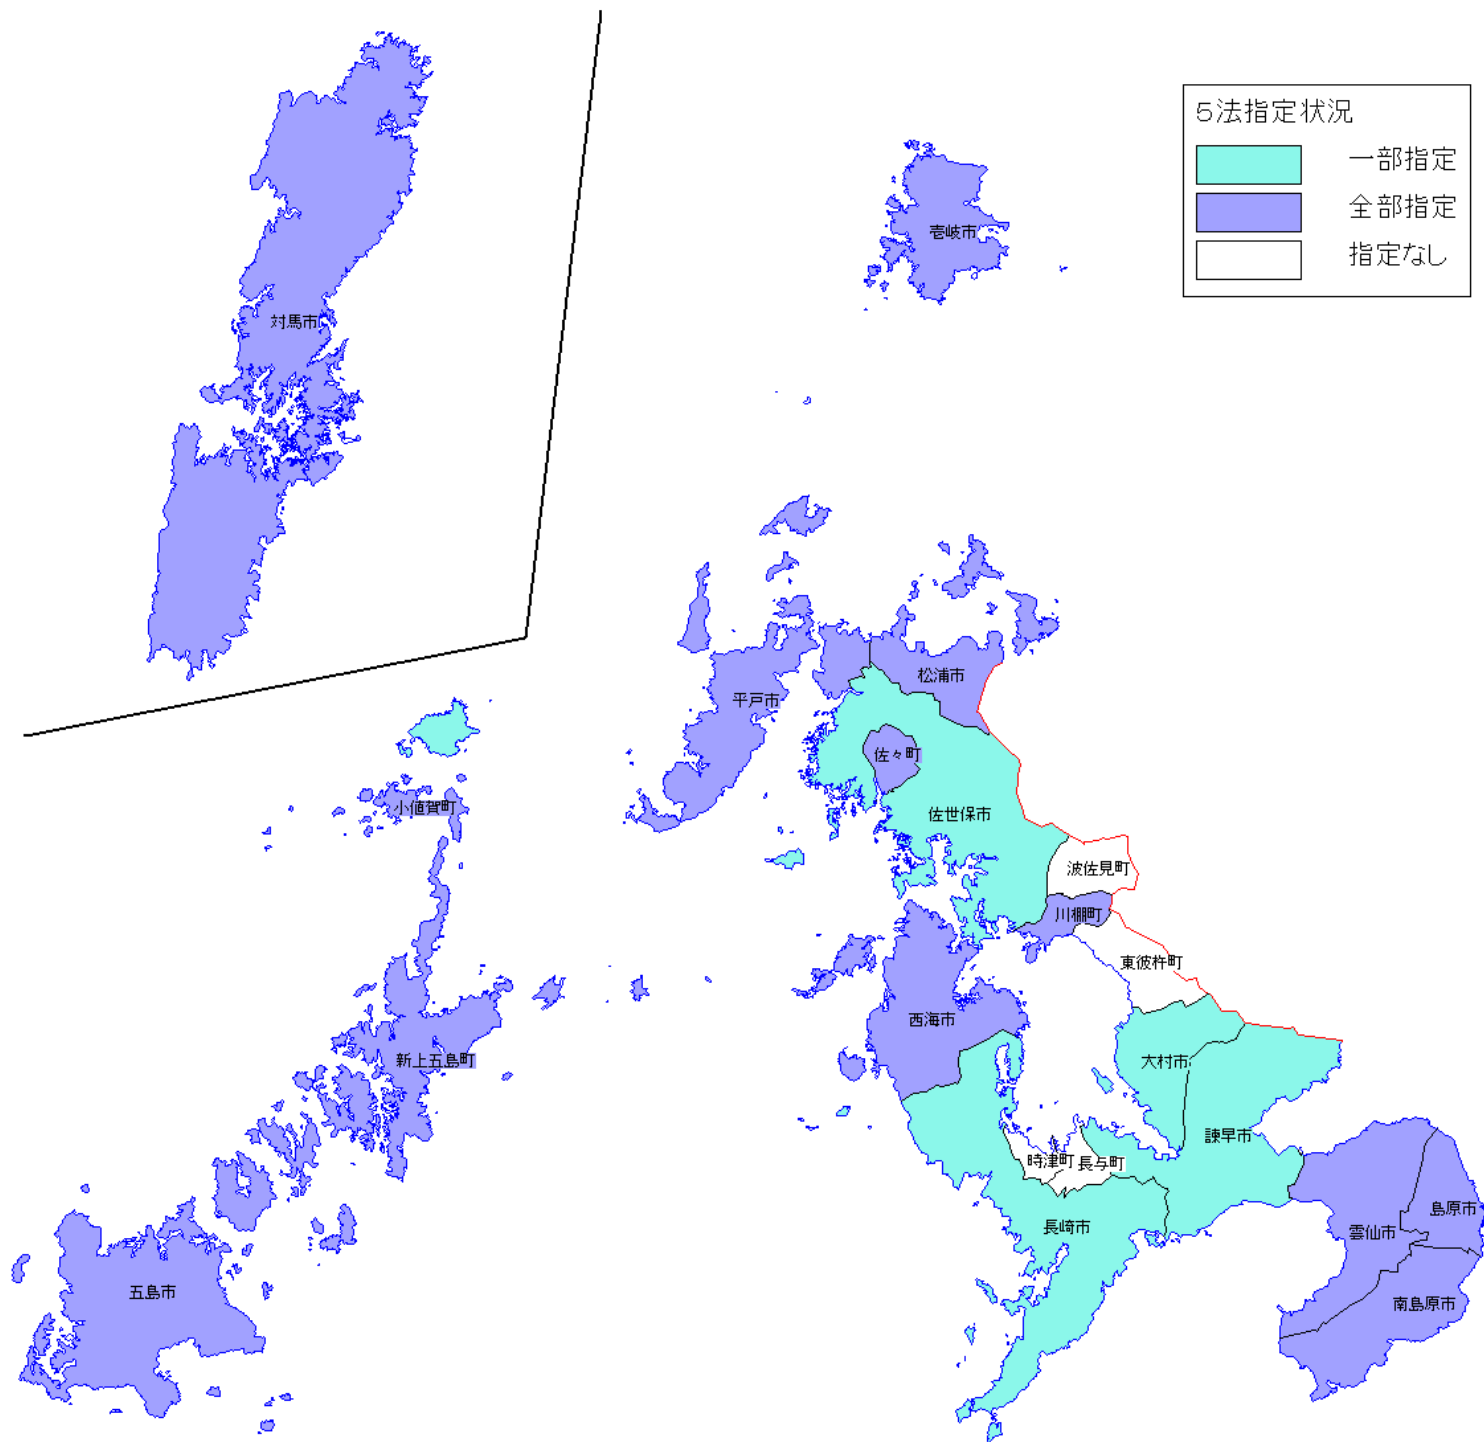 5法指定状況
一部指定
全部指定
指定なし
壱岐市
対馬市
松浦市
平戸市
佐々町
小値賀町
佐世保市
波佐見町
川棚町
東彼杵町
西海市
新上五島町
大村市
諫早市
時津町
長与町
島原市
長崎市
雲仙市
五島市
南島原市